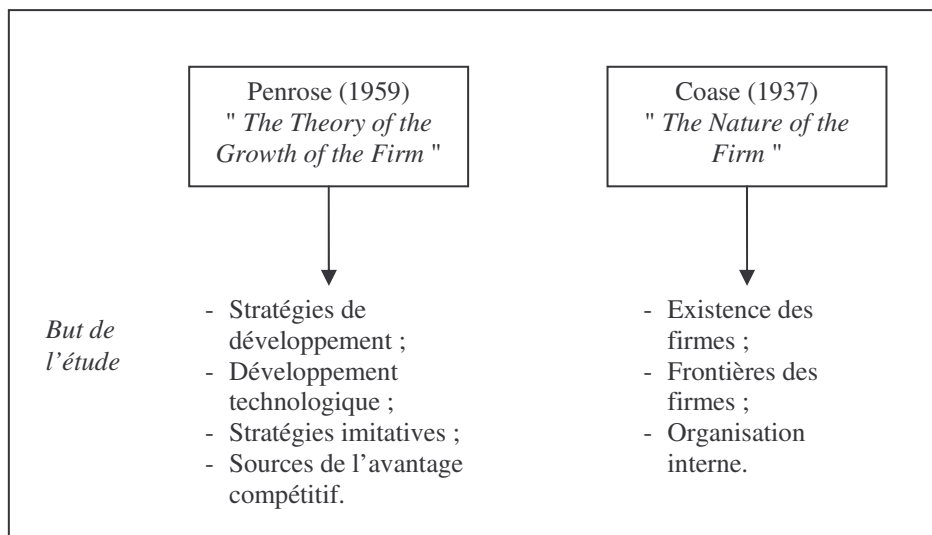 Penrose (1959)
" The Theory of the
Growth of the Firm "
Coase (1937)
" The Nature of the
Firm "
But de
l’étude
- Stratégies de
développement ;
- Développement
technologique ;
- Stratégies imitatives ;
- Sources de l’avantage
compétitif.
- Existence des
firmes ;
- Frontières des
firmes ;
- Organisation
interne.